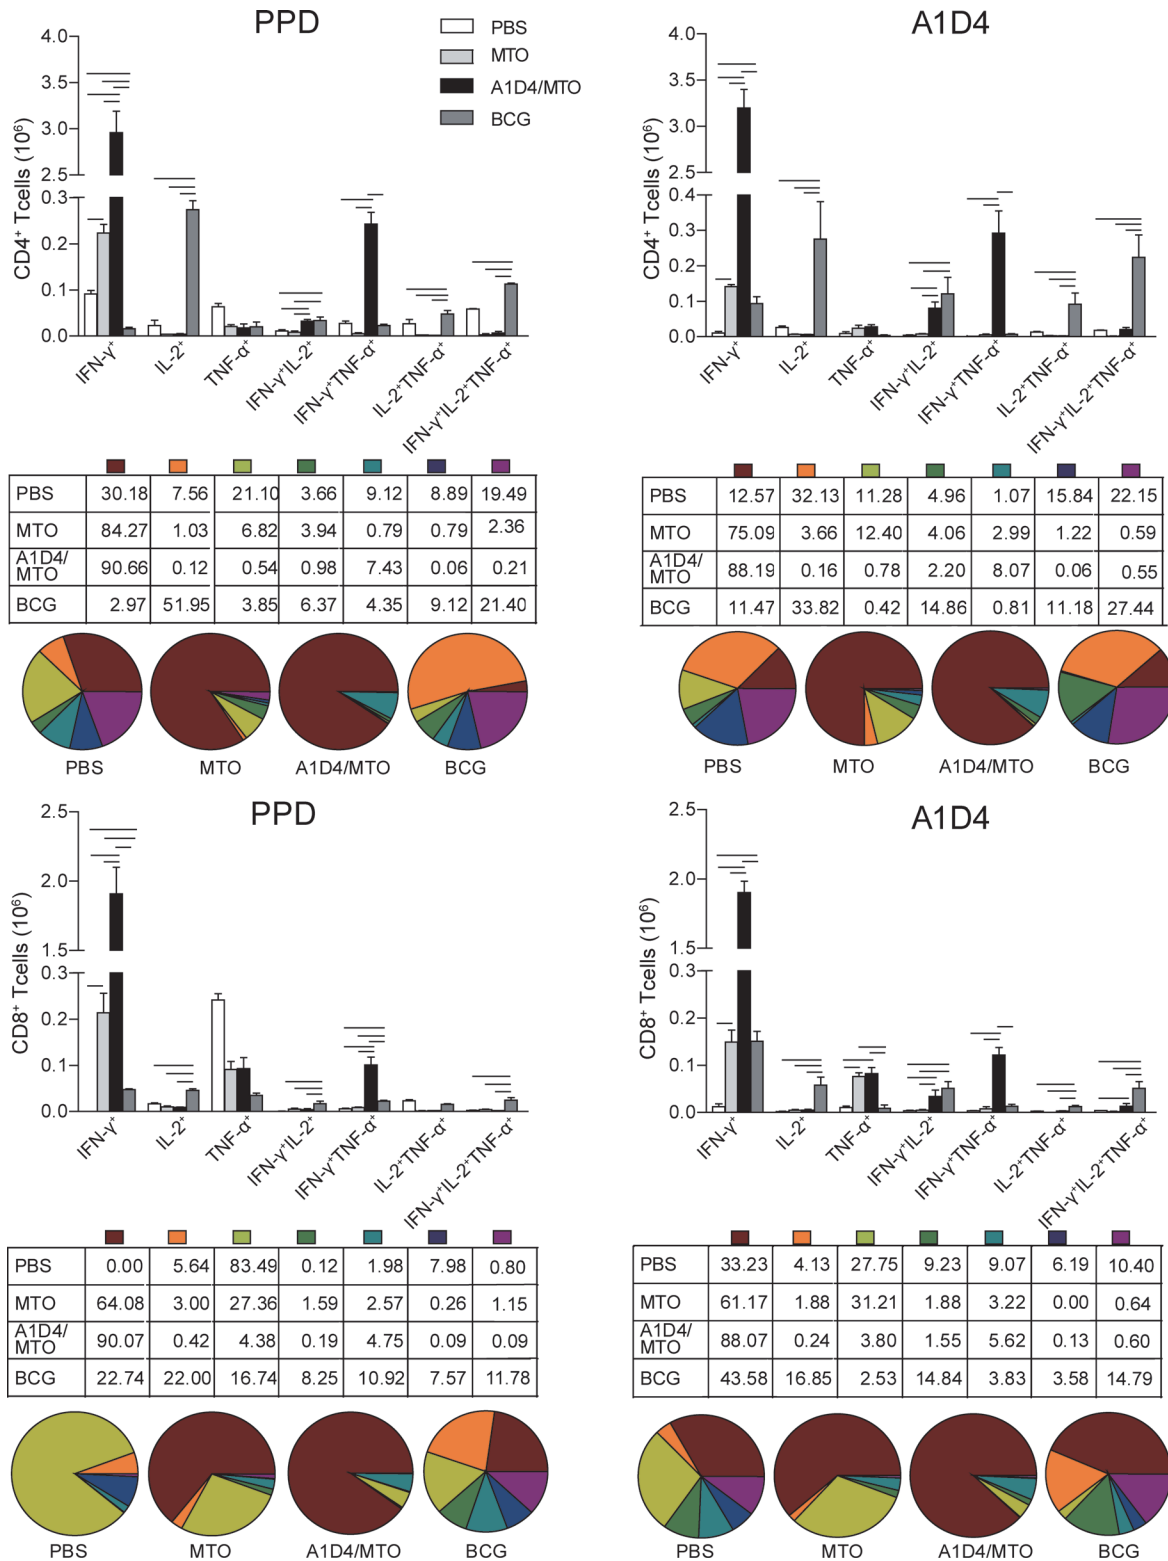 PPD
PBS
MTO
A1D4/MTO
BCG
CD4⁺ Tcells (10⁶)
4.0
3.5
3.0
2.5
0.3
0.2
0.1
0.0
IFN-γ⁺
IL-2⁺
TNF-α⁺
IFN-γ⁺IL-2⁺
IFN-γ⁺TNF-α⁺
IL-2⁺TNF-α⁺
IFN-γ⁺IL-2⁺TNF-α⁺
A1D4
CD4⁺ Tcells (10⁶)
4.0
3.5
3.0
2.5
0.4
0.3
0.2
0.1
0.0
IFN-γ⁺
IL-2⁺
TNF-α⁺
IFN-γ⁺IL-2⁺
IFN-γ⁺TNF-α⁺
IL-2⁺TNF-α⁺
IFN-γ⁺IL-2⁺TNF-α⁺
PBS 30.18 7.56 21.10 3.66 9.12 8.89 19.49
MTO 84.27 1.03 6.82 3.94 0.79 0.79 2.36
A1D4/
MTO 90.66 0.12 0.54 0.98 7.43 0.06 0.21
BCG 2.97 51.95 3.85 6.37 4.35 9.12 21.40
PBS MTO A1D4/MTO BCG
PBS 12.57 32.13 11.28 4.96 1.07 15.84 22.15
MTO 75.09 3.66 12.40 4.06 2.99 1.22 0.59
A1D4/
MTO 88.19 0.16 0.78 2.20 8.07 0.06 0.55
BCG 11.47 33.82 0.42 14.86 0.81 11.18 27.44
PBS MTO A1D4/MTO BCG
PPD
CD8⁺ Tcells (10⁶)
2.5
2.0
1.5
0.3
0.2
0.1
0.0
IFN-γ⁺
IL-2⁺
TNF-α⁺
IFN-γ⁺IL-2⁺
IFN-γ⁺TNF-α⁺
IL-2⁺TNF-α⁺
IFN-γ⁺IL-2⁺TNF-α⁺
A1D4
CD8⁺ Tcells (10⁶)
2.5
2.0
1.5
0.3
0.2
0.1
0.0
IFN-γ⁺
IL-2⁺
TNF-α⁺
IFN-γ⁺IL-2⁺
IFN-γ⁺TNF-α⁺
IL-2⁺TNF-α⁺
IFN-γ⁺IL-2⁺TNF-α⁺
PBS 0.00 5.64 83.49 0.12 1.98 7.98 0.80
MTO 64.08 3.00 27.36 1.59 2.57 0.26 1.15
A1D4/
MTO 90.07 0.42 4.38 0.19 4.75 0.09 0.09
BCG 22.74 22.00 16.74 8.25 10.92 7.57 11.78
PBS MTO A1D4/MTO BCG
PBS 33.23 4.13 27.75 9.23 9.07 6.19 10.40
MTO 61.17 1.88 31.21 1.88 3.22 0.00 0.64
A1D4/
MTO 88.07 0.24 3.80 1.55 5.62 0.13 0.60
BCG 43.58 16.85 2.53 14.84 3.83 3.58 14.79
PBS MTO A1D4/MTO BCG